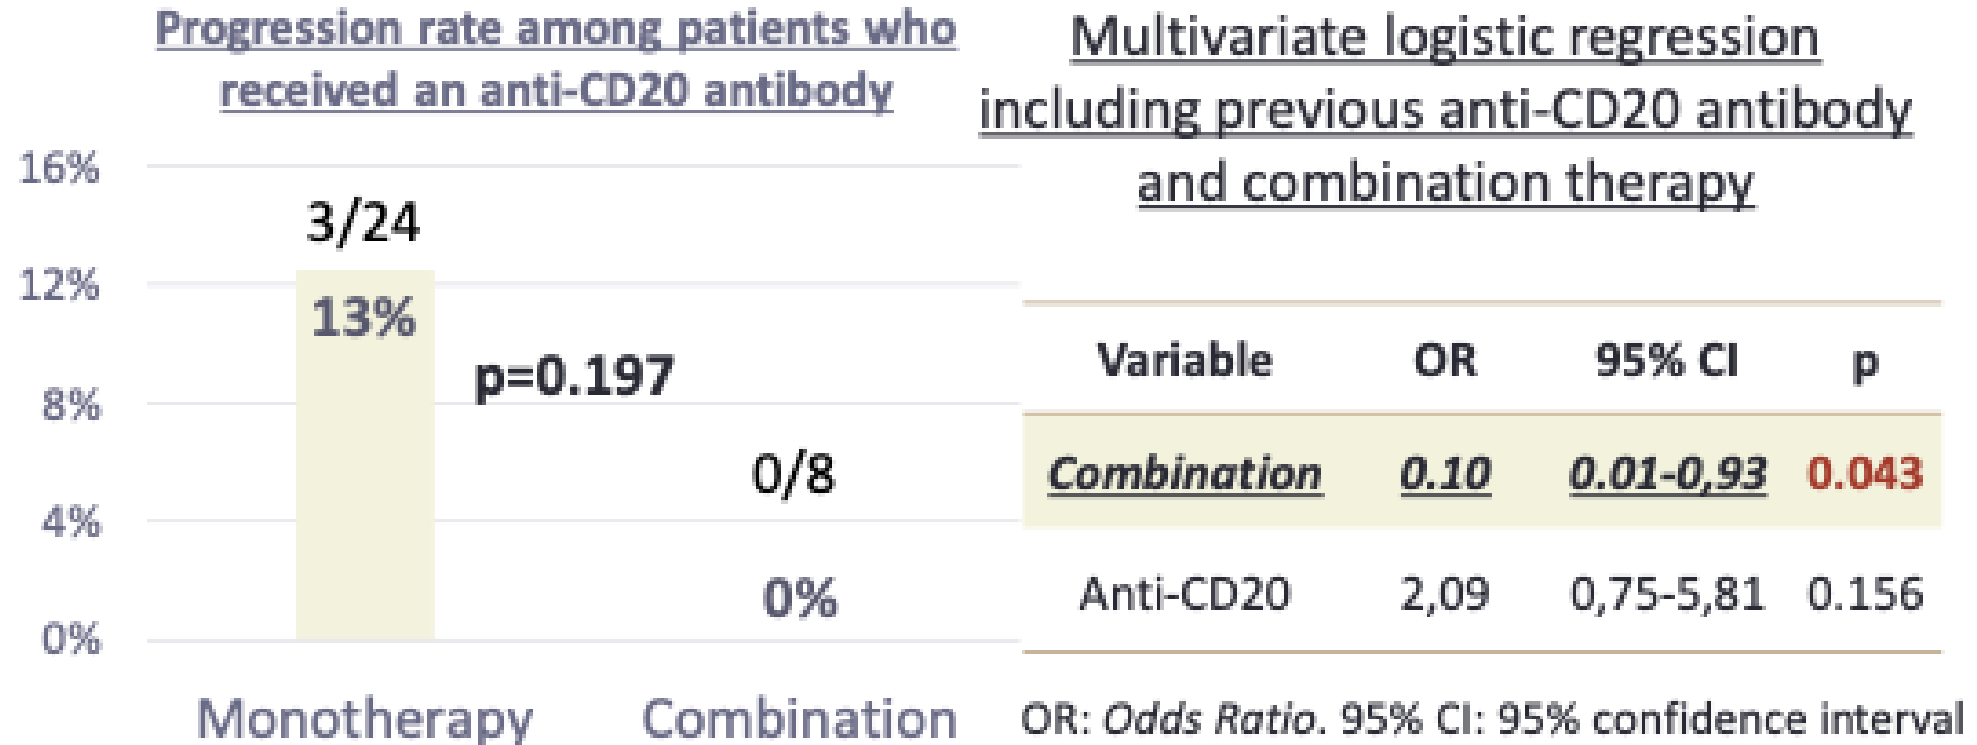 Progression rate among patients who
received an anti-CD20 antibody
16%
12%
8%
4%
0%
3/24
13%
p=0.197
0/8
0%
Monotherapy
Combination
Multivariate logistic regression
including previous anti-CD20 antibody
and combination therapy
Variable OR 95% CI p
Combination 0.10 0.01-0,93 0.043
Anti-CD20 2,09 0,75-5,81 0.156
OR: Odds Ratio. 95% CI: 95% confidence interval